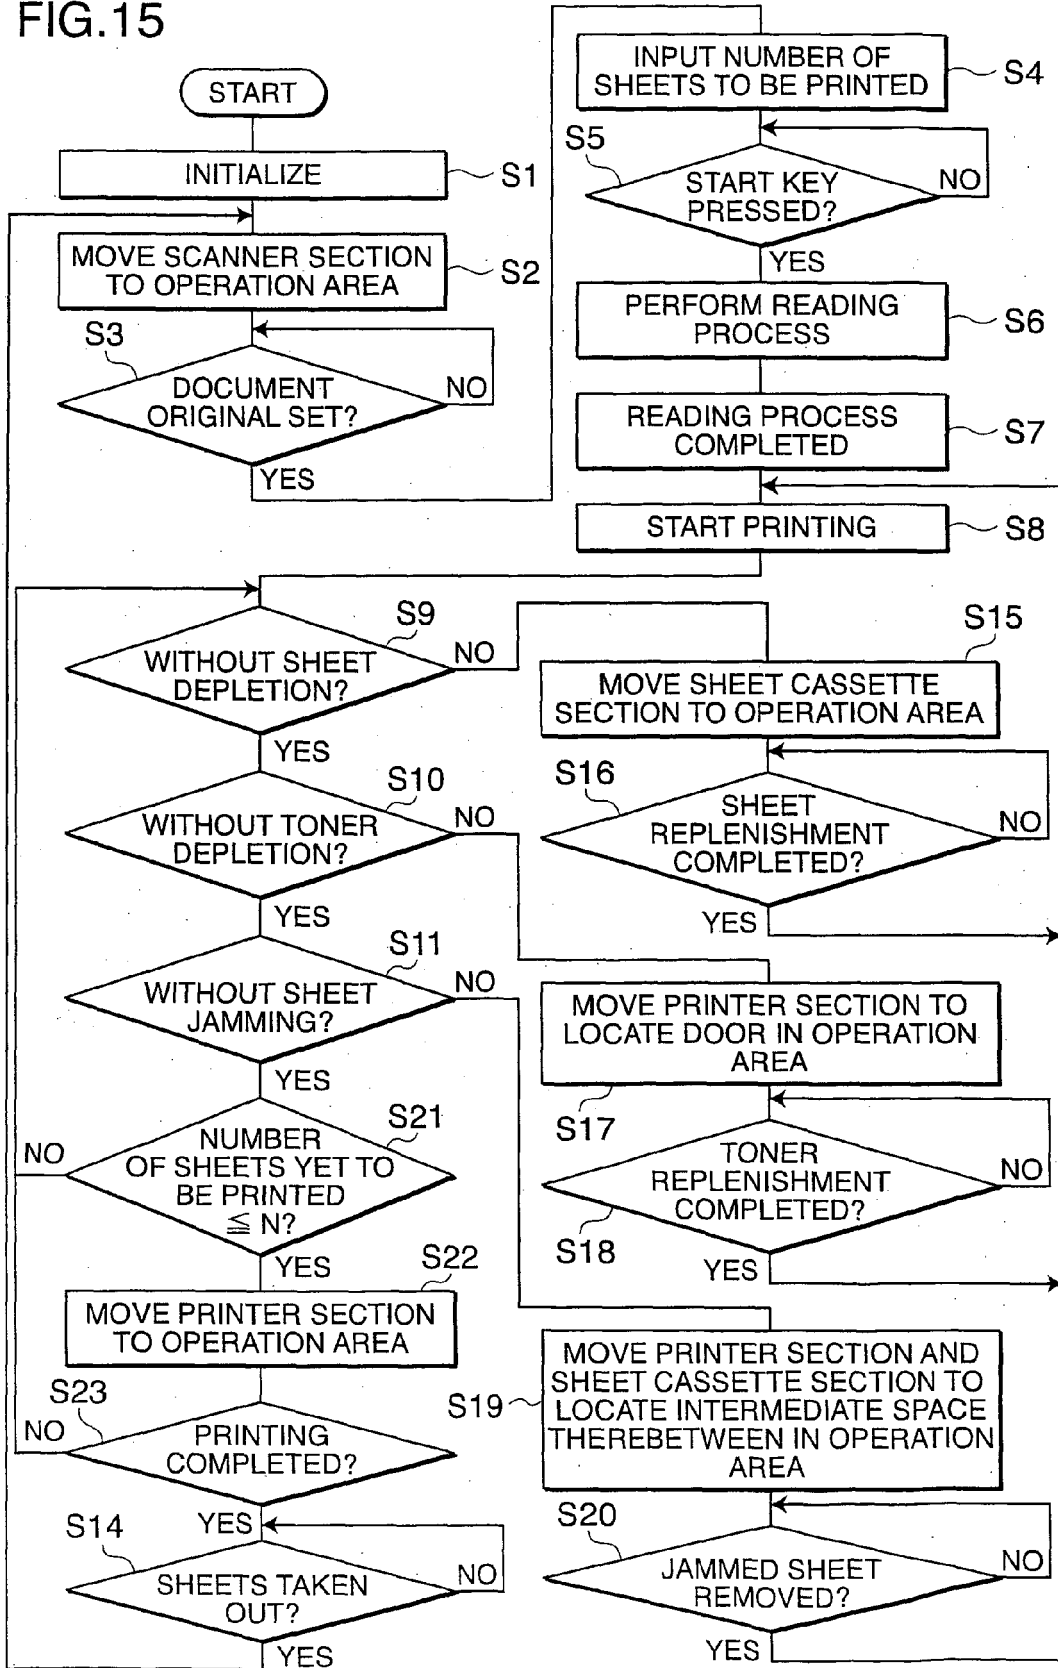 FIG.15
START
INITIALIZE
S1
MOVE SCANNER SECTION
TO OPERATION AREA
S2
S3
DOCUMENT
ORIGINAL SET?
NO
YES
INPUT NUMBER OF
SHEETS TO BE PRINTED
S4
S5
START KEY
PRESSED?
NO
YES
PERFORM READING
PROCESS
S6
READING PROCESS
COMPLETED
S7
START PRINTING
S8
S9
WITHOUT SHEET
DEPLETION?
NO
YES
S10
WITHOUT TONER
DEPLETION?
NO
YES
S11
WITHOUT SHEET
JAMMING?
NO
YES
S21
NUMBER
OF SHEETS YET TO
BE PRINTED
≦ N?
NO
YES
S22
MOVE PRINTER SECTION
TO OPERATION AREA
S23
PRINTING
COMPLETED?
NO
YES
S14
SHEETS TAKEN
OUT?
NO
YES
S15
MOVE SHEET CASSETTE
SECTION TO OPERATION AREA
S16
SHEET
REPLENISHMENT
COMPLETED?
NO
YES
MOVE PRINTER SECTION TO
LOCATE DOOR IN OPERATION
AREA
S17
TONER
REPLENISHMENT
COMPLETED?
NO
S18
YES
MOVE PRINTER SECTION AND
SHEET CASSETTE SECTION TO
LOCATE INTERMEDIATE SPACE
THEREBETWEEN IN OPERATION
AREA
S19
S20
JAMMED SHEET
REMOVED?
NO
YES